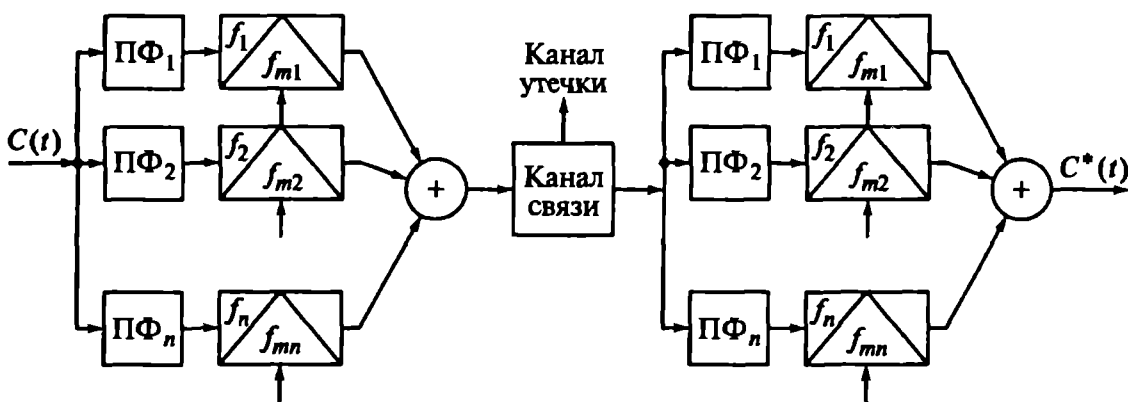 ПФ₁ f₁ fₘ₁
C(t) ПФ₂ f₂ fₘ₂
ПФₙ fₙ fₘₙ
+
Канал
утечки
Канал
связи
ПФ₁ f₁ fₘ₁
ПФ₂ f₂ fₘ₂
ПФₙ fₙ fₘₙ
+
C*(t)